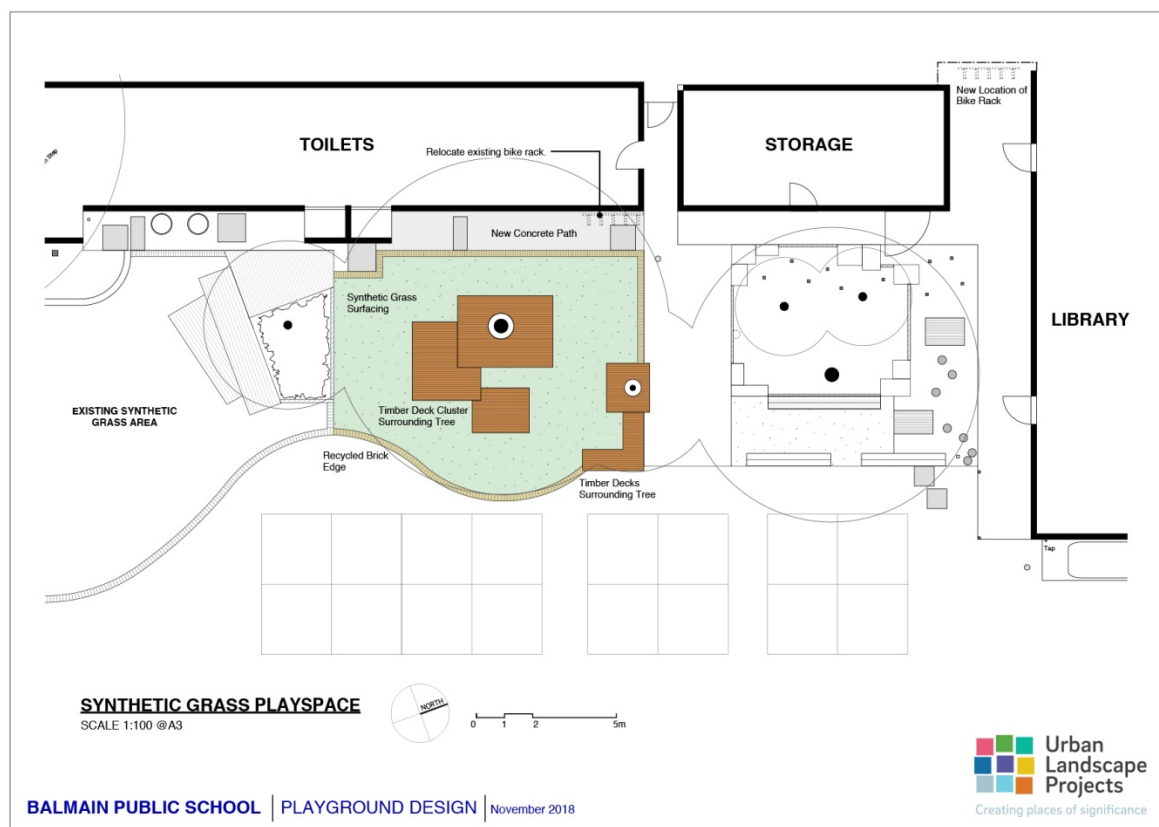 New Location of
Bike Rack
TOILETS
STORAGE
Relocate existing bike rack.
New Concrete Path
Synthetic Grass
Surfacing
LIBRARY
EXISTING SYNTHETIC
GRASS AREA
Timber Deck Cluster
Surrounding Tree
Recycled Brick
Edge
Timber Decks
Surrounding Tree
Tap
SYNTHETIC GRASS PLAYSPACE
SCALE 1:100 @A3
NORTH
0 1 2 5m
Urban
Landscape
Projects
Creating places of significance
BALMAIN PUBLIC SCHOOL | PLAYGROUND DESIGN | November 2018